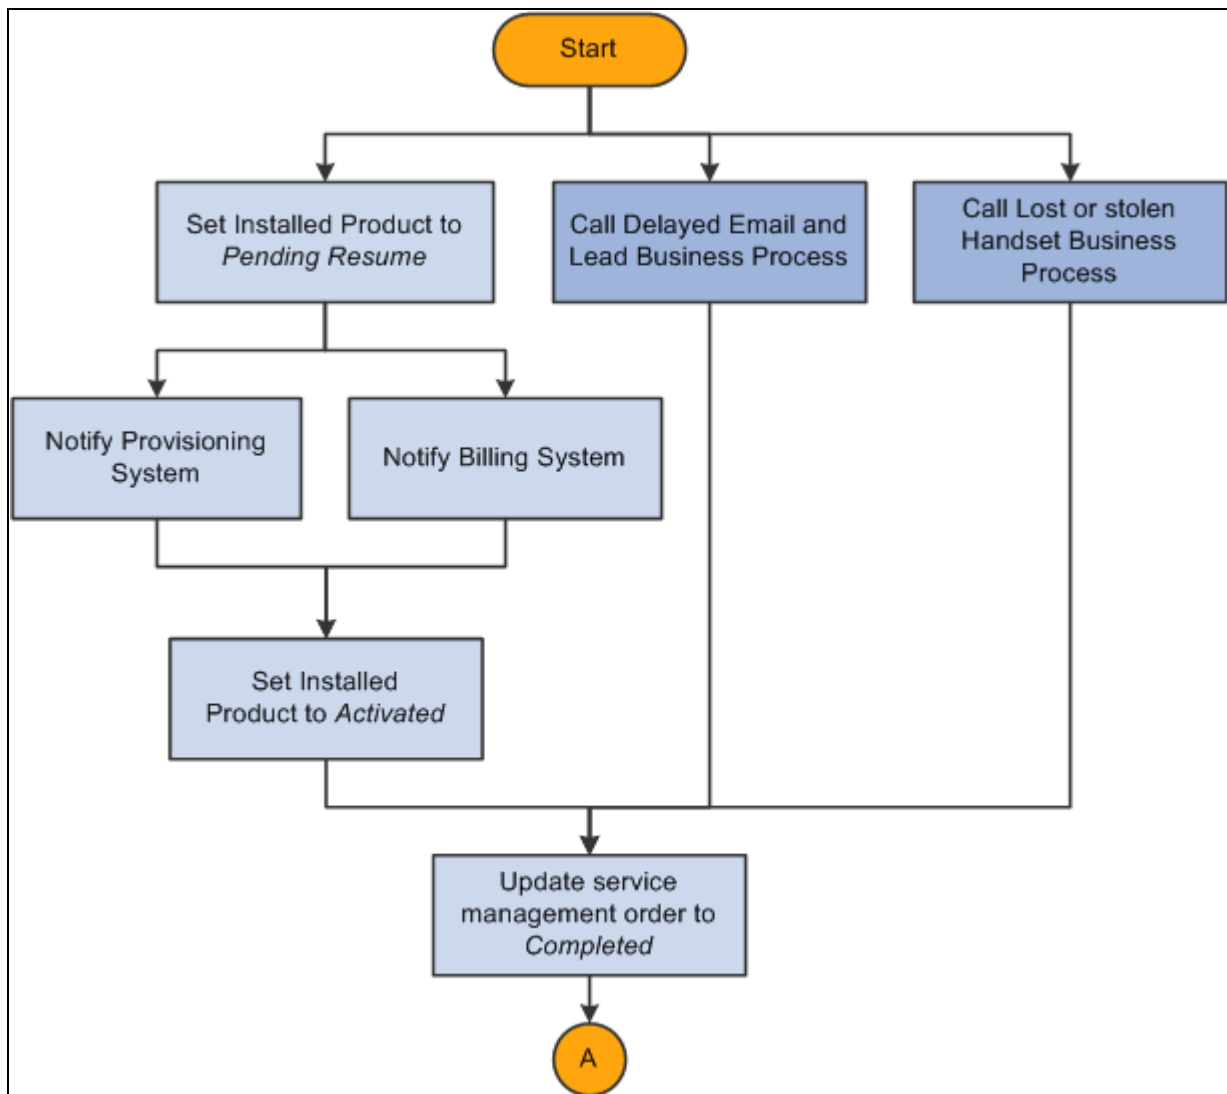 Start
Set Installed Product to
Pending Resume
Call Delayed Email and
Lead Business Process
Call Lost or stolen
Handset Business
Process
Notify Provisioning
System
Notify Billing System
Set Installed
Product to Activated
Update service
management order to
Completed
A